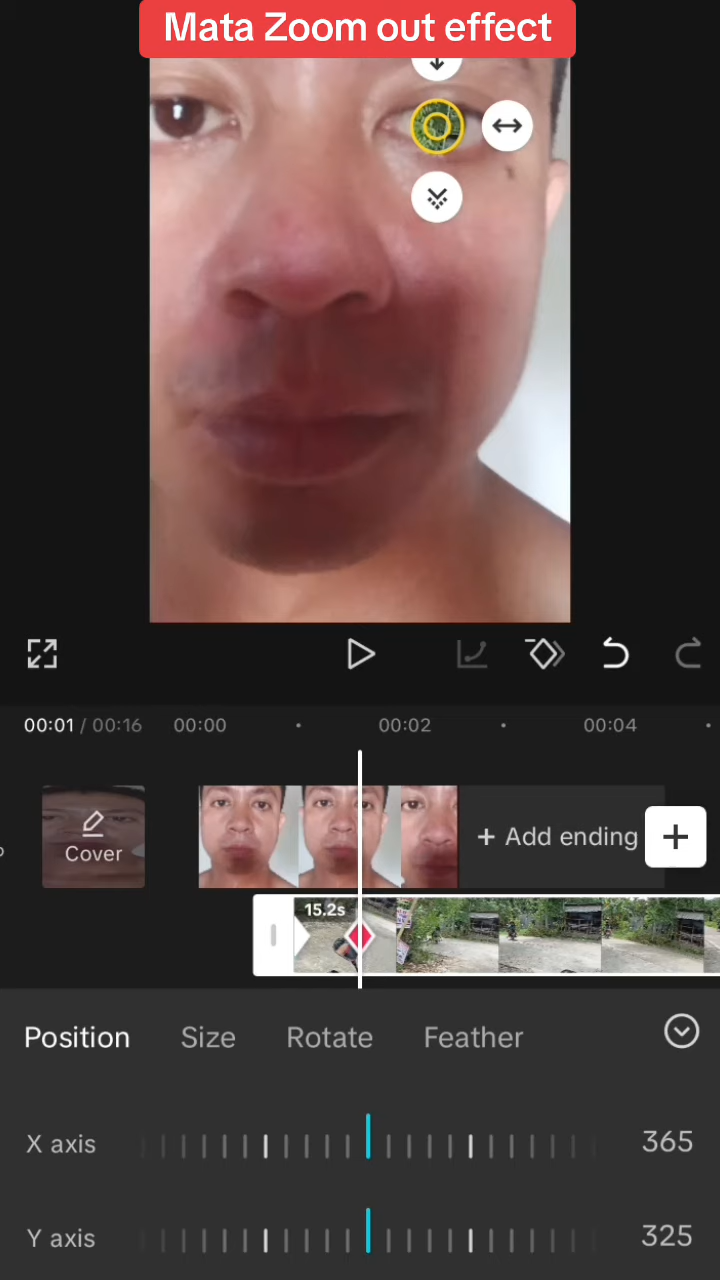 Mata Zoom out effect
00:01 / 00:16 00:00 00:02 00:04
Cover
+ Add ending
15.2s
Position Size Rotate Feather
X axis 365
Y axis 325